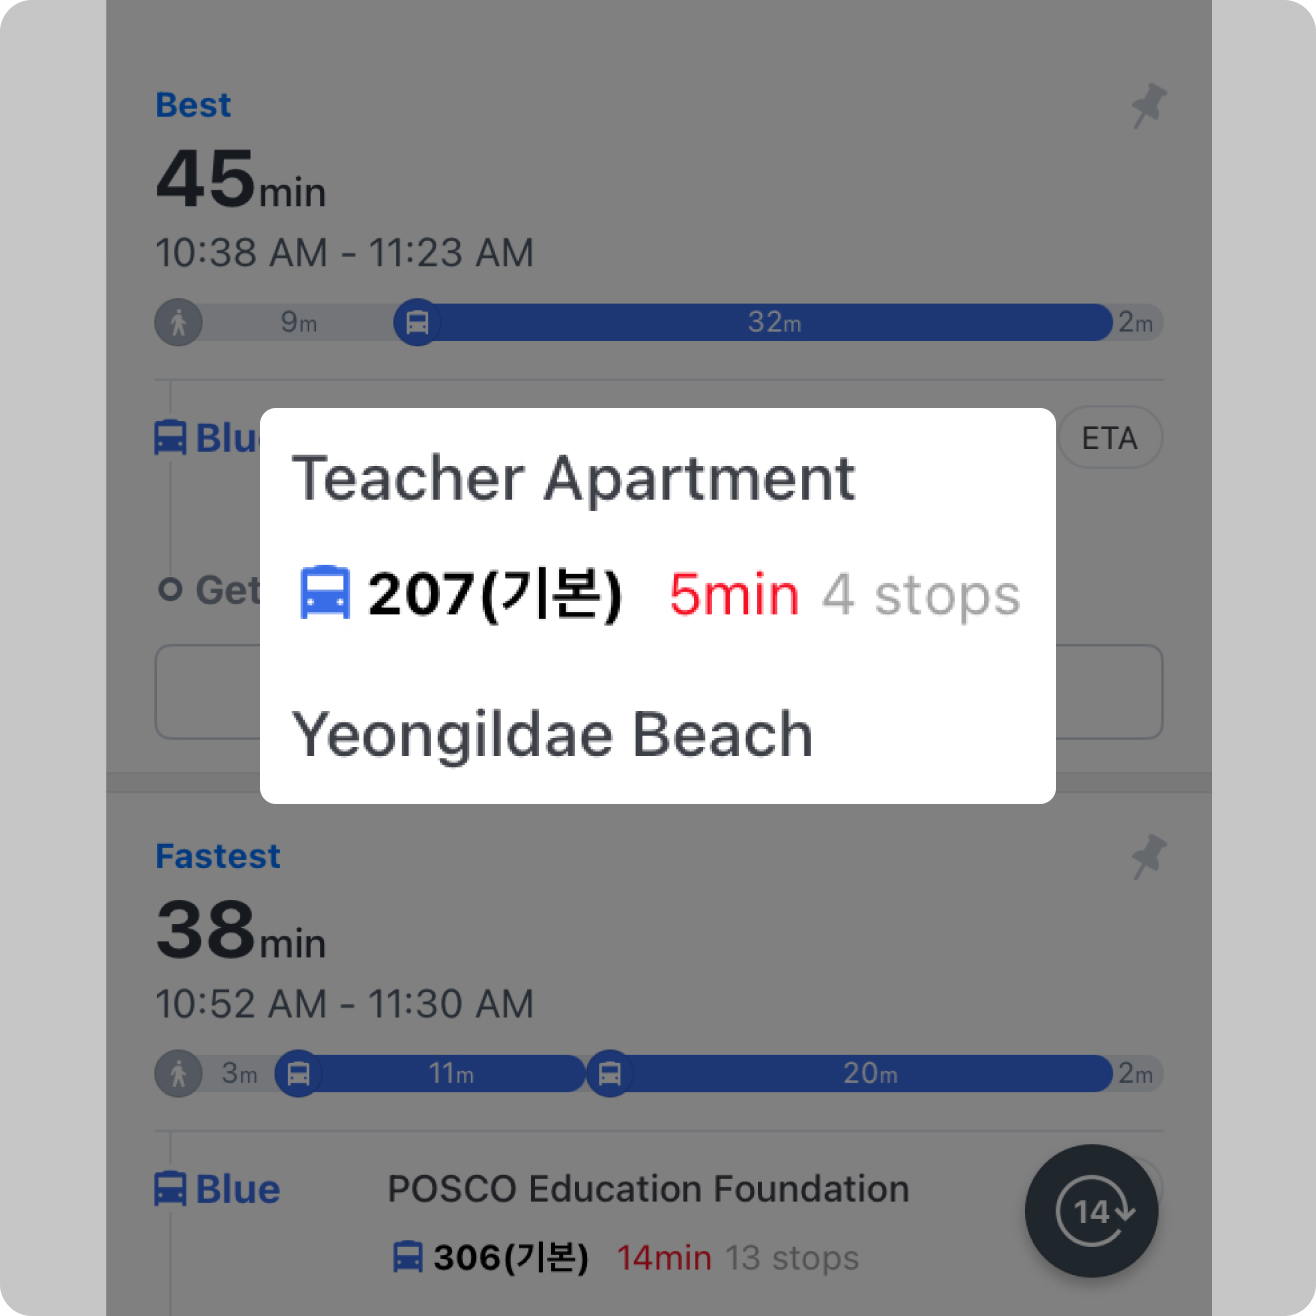 Best
45min
10:38 AM - 11:23 AM
9m 32m 2m
ETA
Teacher Apartment
207(기본) 5min 4 stops
Get
Yeongildae Beach
Fastest
38min
10:52 AM - 11:30 AM
3m 11m 20m 2m
Blue POSCO Education Foundation
14
306(기본) 14min 13 stops